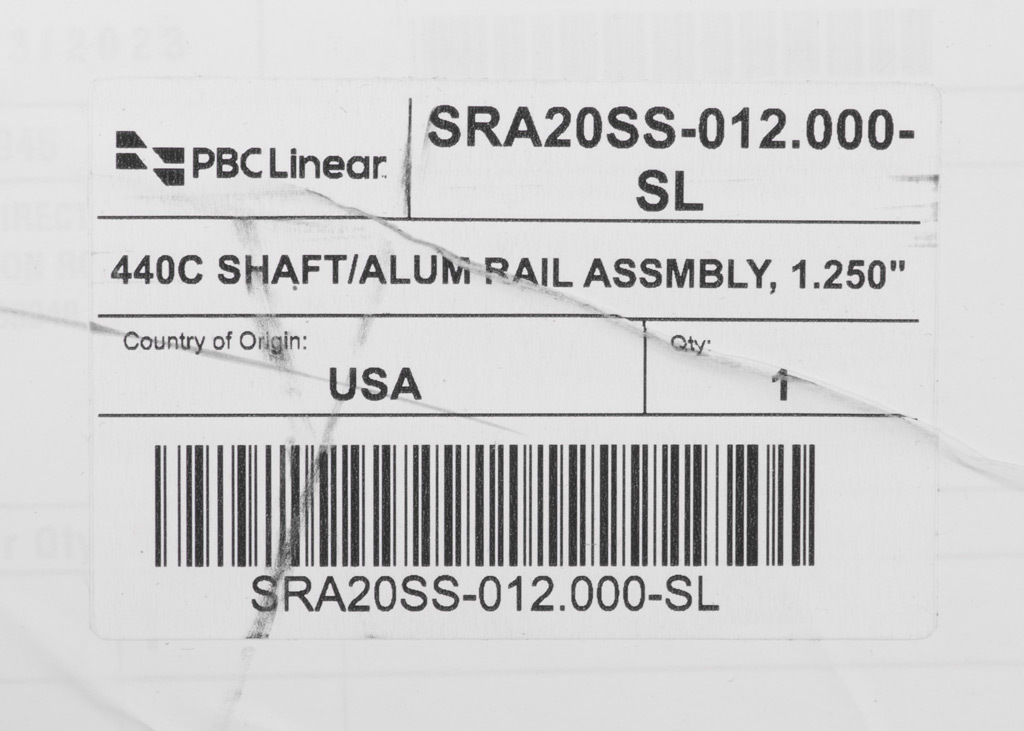 PBC Linear
SRA20SS-012.000-
SL
440C SHAFT/ALUM RAIL ASSMBLY, 1.250"
Country of Origin:
USA
Qty:
1
SRA20SS-012.000-SL